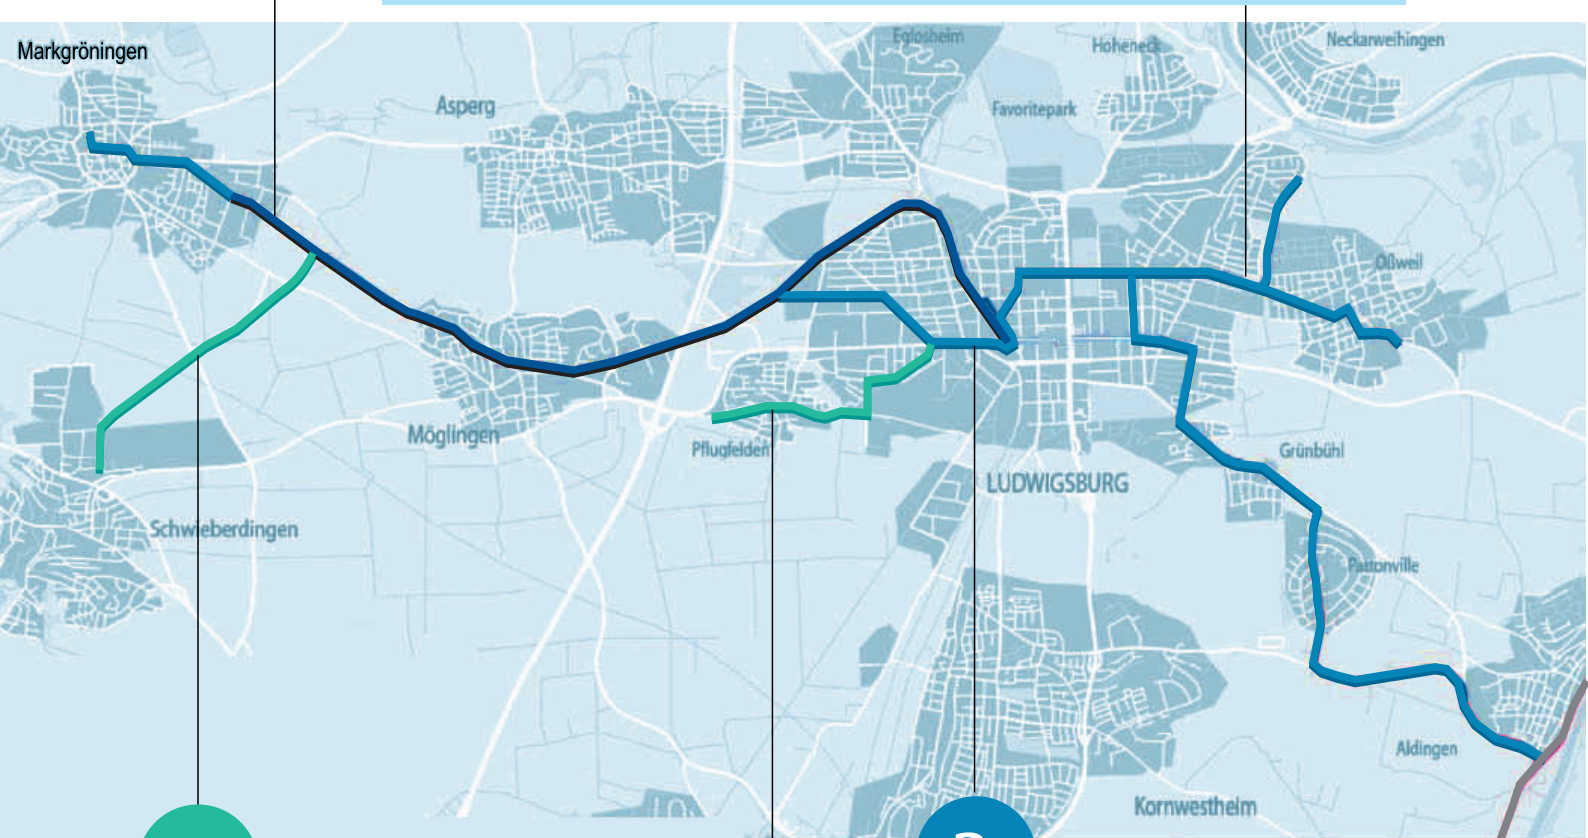 Eglosheim
Hoheneck
Neckarweihingen
Markgröningen
Asperg
Favoritepark
Oßweil
Möglingen
Pflugfelden
Grünbühl
LUDWIGSBURG
Schwieberdingen
Pattonville
Aldingen
Kornwestheim